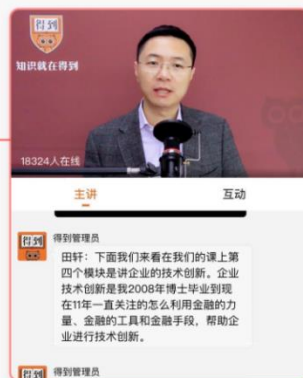 得到
知识就在得到
18324人在线
主讲
互动
得到
得到管理员
田轩：下面我们来看在我们的课上第
四个模块是讲企业的技术创新。企业
技术创新是我2008年博士毕业到现
在11年一直关注的怎么利用金融的力
量、金融的工具和金融手段，帮助企
业进行技术创新。
得到
得到管理员